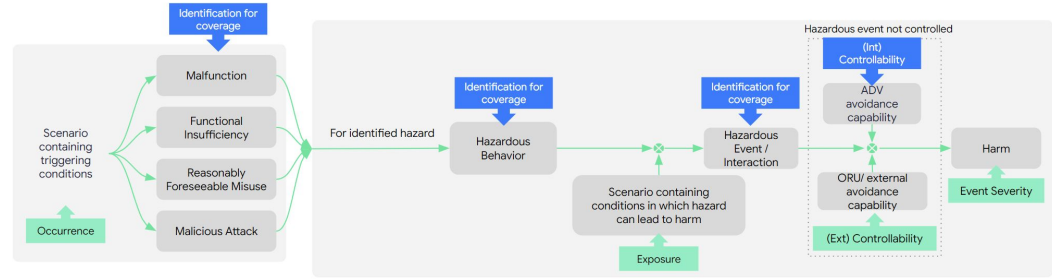 Identification for
coverage
Malfunction
Functional
Insufficiency
Reasonably
Foreseeable Misuse
Malicious Attack
Scenario
containing
triggering
conditions
Occurrence
For identified hazard
Identification for
coverage
Hazardous
Behavior
Scenario containing
conditions in which hazard
can lead to harm
Exposure
Identification for
coverage
Hazardous
Event /
Interaction
Hazardous event not controlled
(Int)
Controllability
ADV
avoidance
capability
ORU/ external
avoidance
capability
(Ext) Controllability
Harm
Event Severity